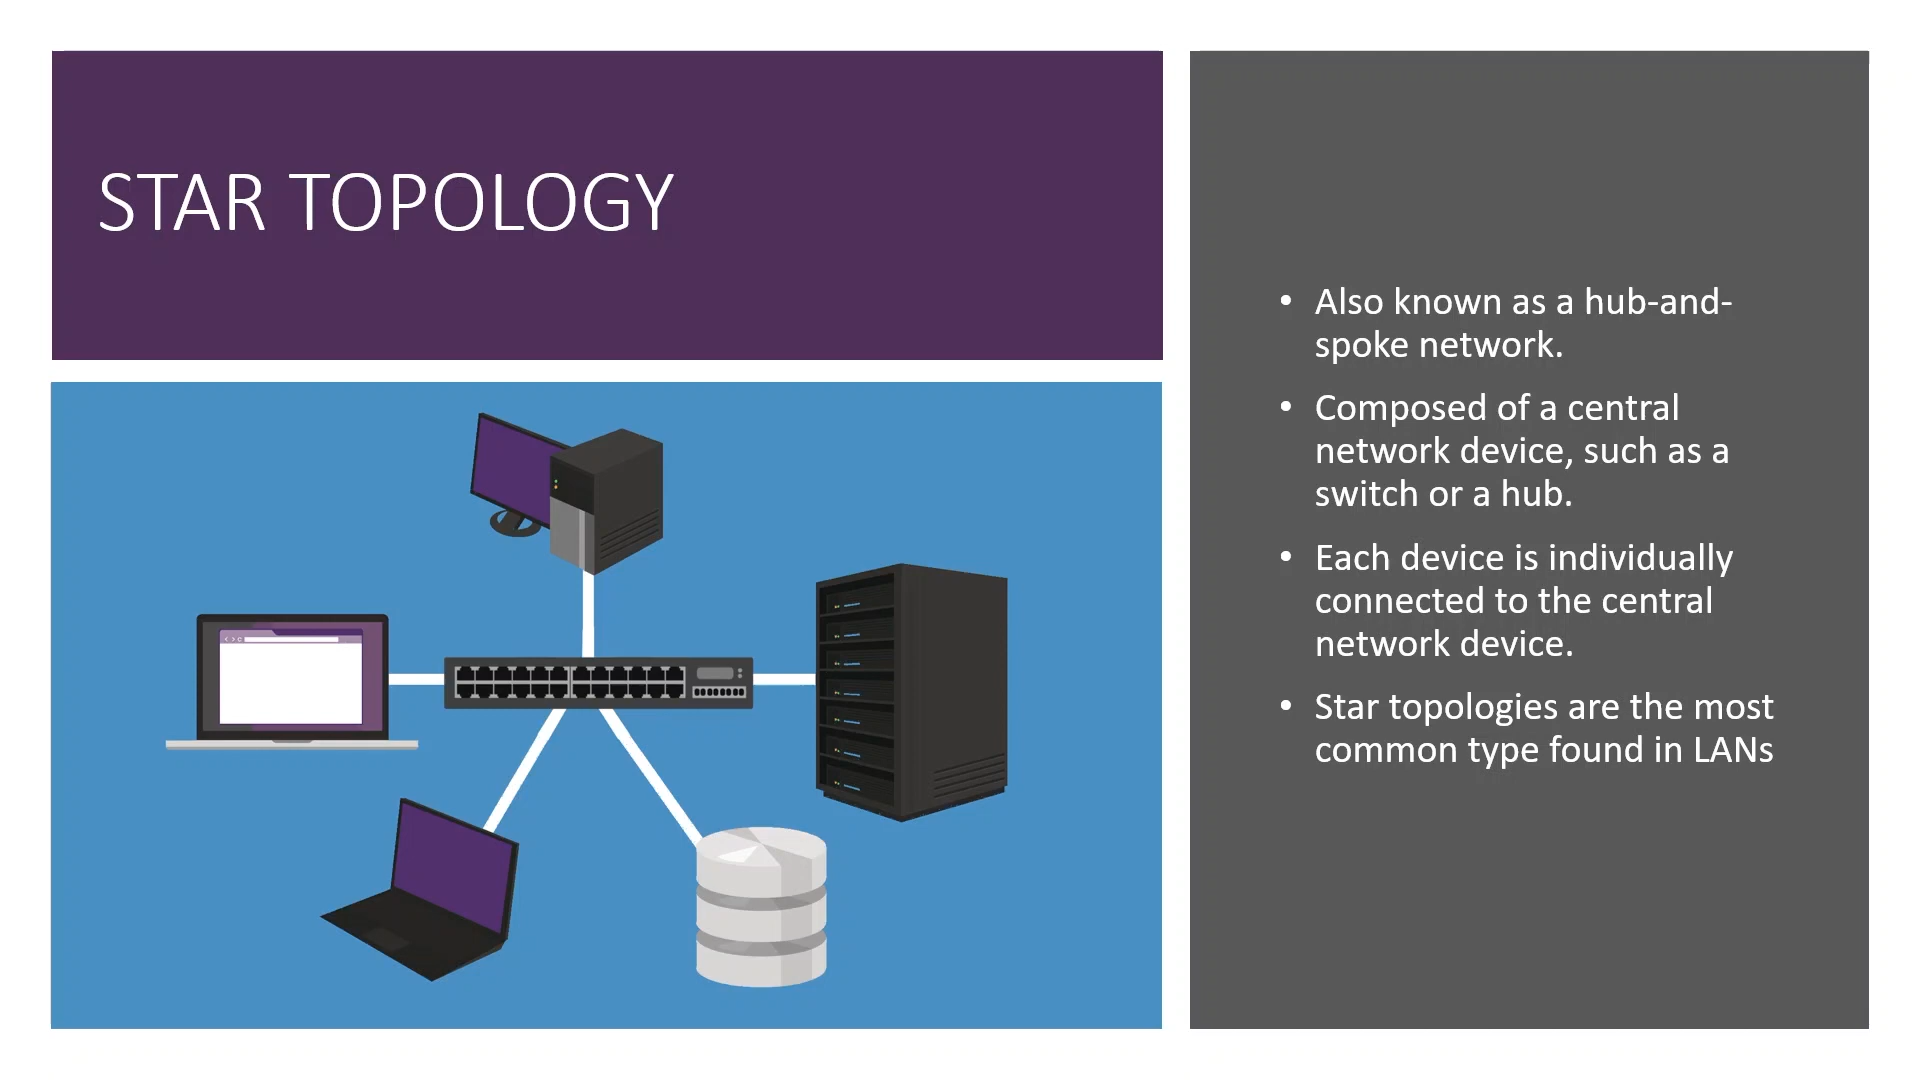 STAR TOPOLOGY
• Also known as a hub-and-
spoke network.
• Composed of a central
network device, such as a
switch or a hub.
• Each device is individually
connected to the central
network device.
• Star topologies are the most
common type found in LANs